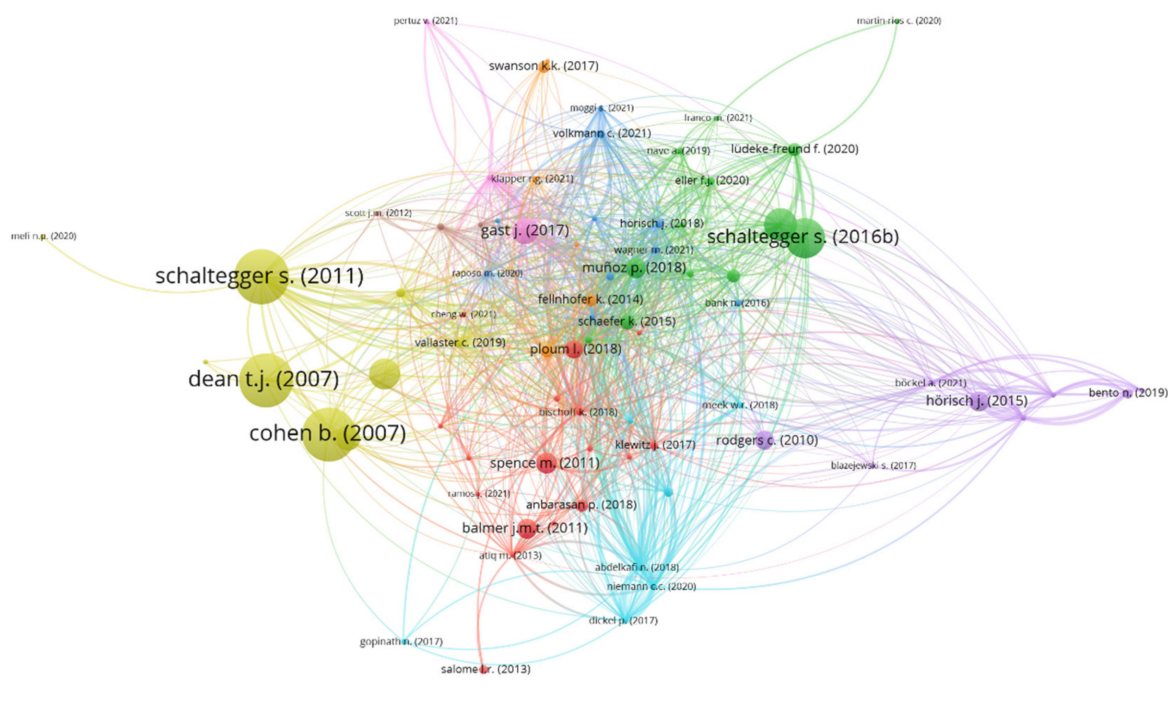 pertuz v. (2021)
martin-rios c. (2020)
swanson k.k. (2017)
moggi s. (2021)
franco m. (2021)
volkmann c. (2021)
nave a. (2019)
lüdeke-freund f. (2020)
klapper r.g. (2021)
eller f.j. (2020)
scott j.m. (2012)
hörisch j. (2018)
gast j. (2017)
mefi n.p. (2020)
schaltegger s. (2016b)
wagner m. (2021)
muñoz p. (2018)
schaltegger s. (2011)
raposo m. (2020)
fellnhofer k. (2014)
bank n. (2016)
cheng w. (2021)
schaefer k. (2015)
vallaster c. (2019)
ploum l. (2018)
dean t.j. (2007)
böckel a. (2021)
bento n. (2019)
hörisch j. (2015)
meek w.r. (2018)
bischoff k. (2018)
cohen b. (2007)
rodgers c. (2010)
klewitz j. (2017)
spence m. (2011)
blazejewski s. (2017)
ramos j. (2021)
anbarasan p. (2018)
balmer j.m.t. (2011)
atiq m. (2013)
abdelkafi n. (2018)
niemann c.c. (2020)
dickel p. (2017)
gopinath n. (2017)
salome l.r. (2013)